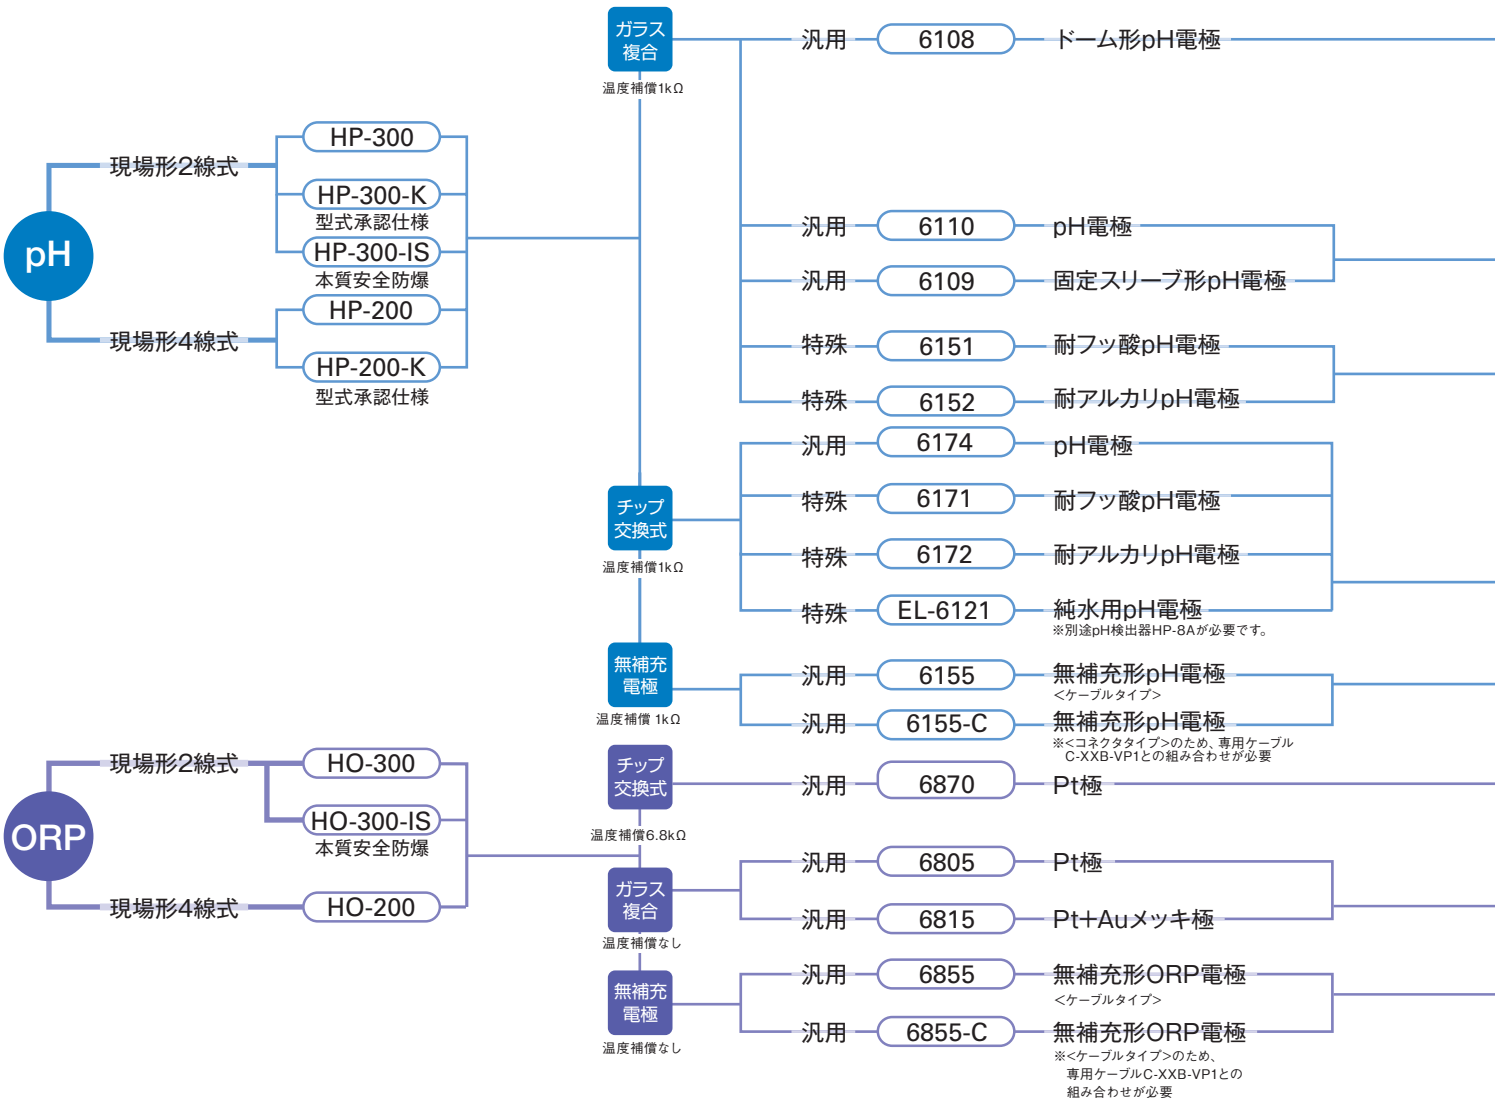 pH
現場形2線式
HP-300
HP-300-K
型式承認仕様
HP-300-IS
本質安全防爆
現場形4線式
HP-200
HP-200-K
型式承認仕様
ガラス
複合
温度補償1kΩ
汎用 6108 ドーム形pH電極
汎用 6110 pH電極
汎用 6109 固定スリーブ形pH電極
特殊 6151 耐フッ酸pH電極
特殊 6152 耐アルカリpH電極
チップ
交換式
温度補償1kΩ
汎用 6174 pH電極
特殊 6171 耐フッ酸pH電極
特殊 6172 耐アルカリpH電極
特殊 EL-6121 純水用pH電極
※別途pH検出器HP-8Aが必要です。
無補充
電極
温度補償 1kΩ
汎用 6155 無補充形pH電極
<ケーブルタイプ>
汎用 6155-C 無補充形pH電極
※<コネクタタイプ>のため、専用ケーブル
C-XXB-VP1との組み合わせが必要
ORP
現場形2線式
HO-300
HO-300-IS
本質安全防爆
現場形4線式
HO-200
チップ
交換式
温度補償6.8kΩ
汎用 6870 Pt極
ガラス
複合
温度補償なし
汎用 6805 Pt極
汎用 6815 Pt+Auメッキ極
無補充
電極
温度補償なし
汎用 6855 無補充形ORP電極
<ケーブルタイプ>
汎用 6855-C 無補充形ORP電極
※<ケーブルタイプ>のため、
専用ケーブルC-XXB-VP1との
組み合わせが必要